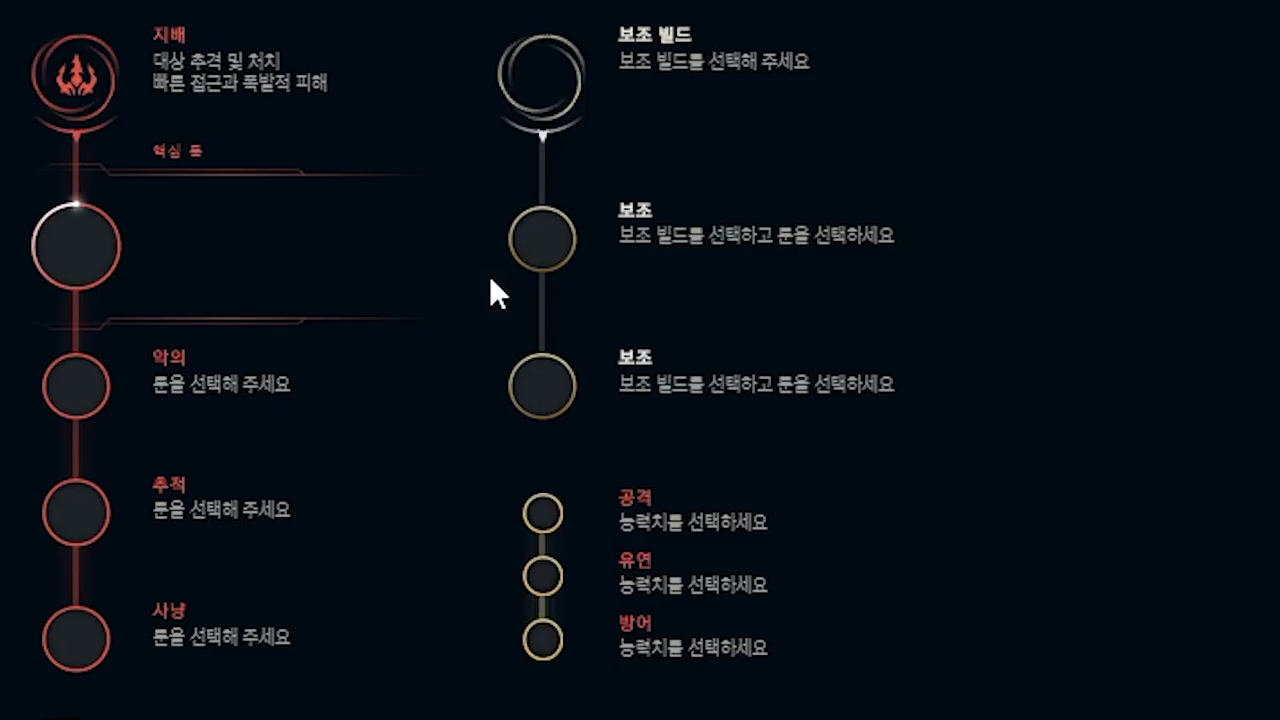 지배
대상 추격 및 처치
빠른 접근과 폭발적 피해
핵심 룬
악의
룬을 선택해 주세요
추적
룬을 선택해 주세요
사냥
룬을 선택해 주세요
보조 빌드
보조 빌드를 선택해 주세요
보조
보조 빌드를 선택하고 룬을 선택하세요
보조
보조 빌드를 선택하고 룬을 선택하세요
공격
능력치를 선택하세요
유연
능력치를 선택하세요
방어
능력치를 선택하세요